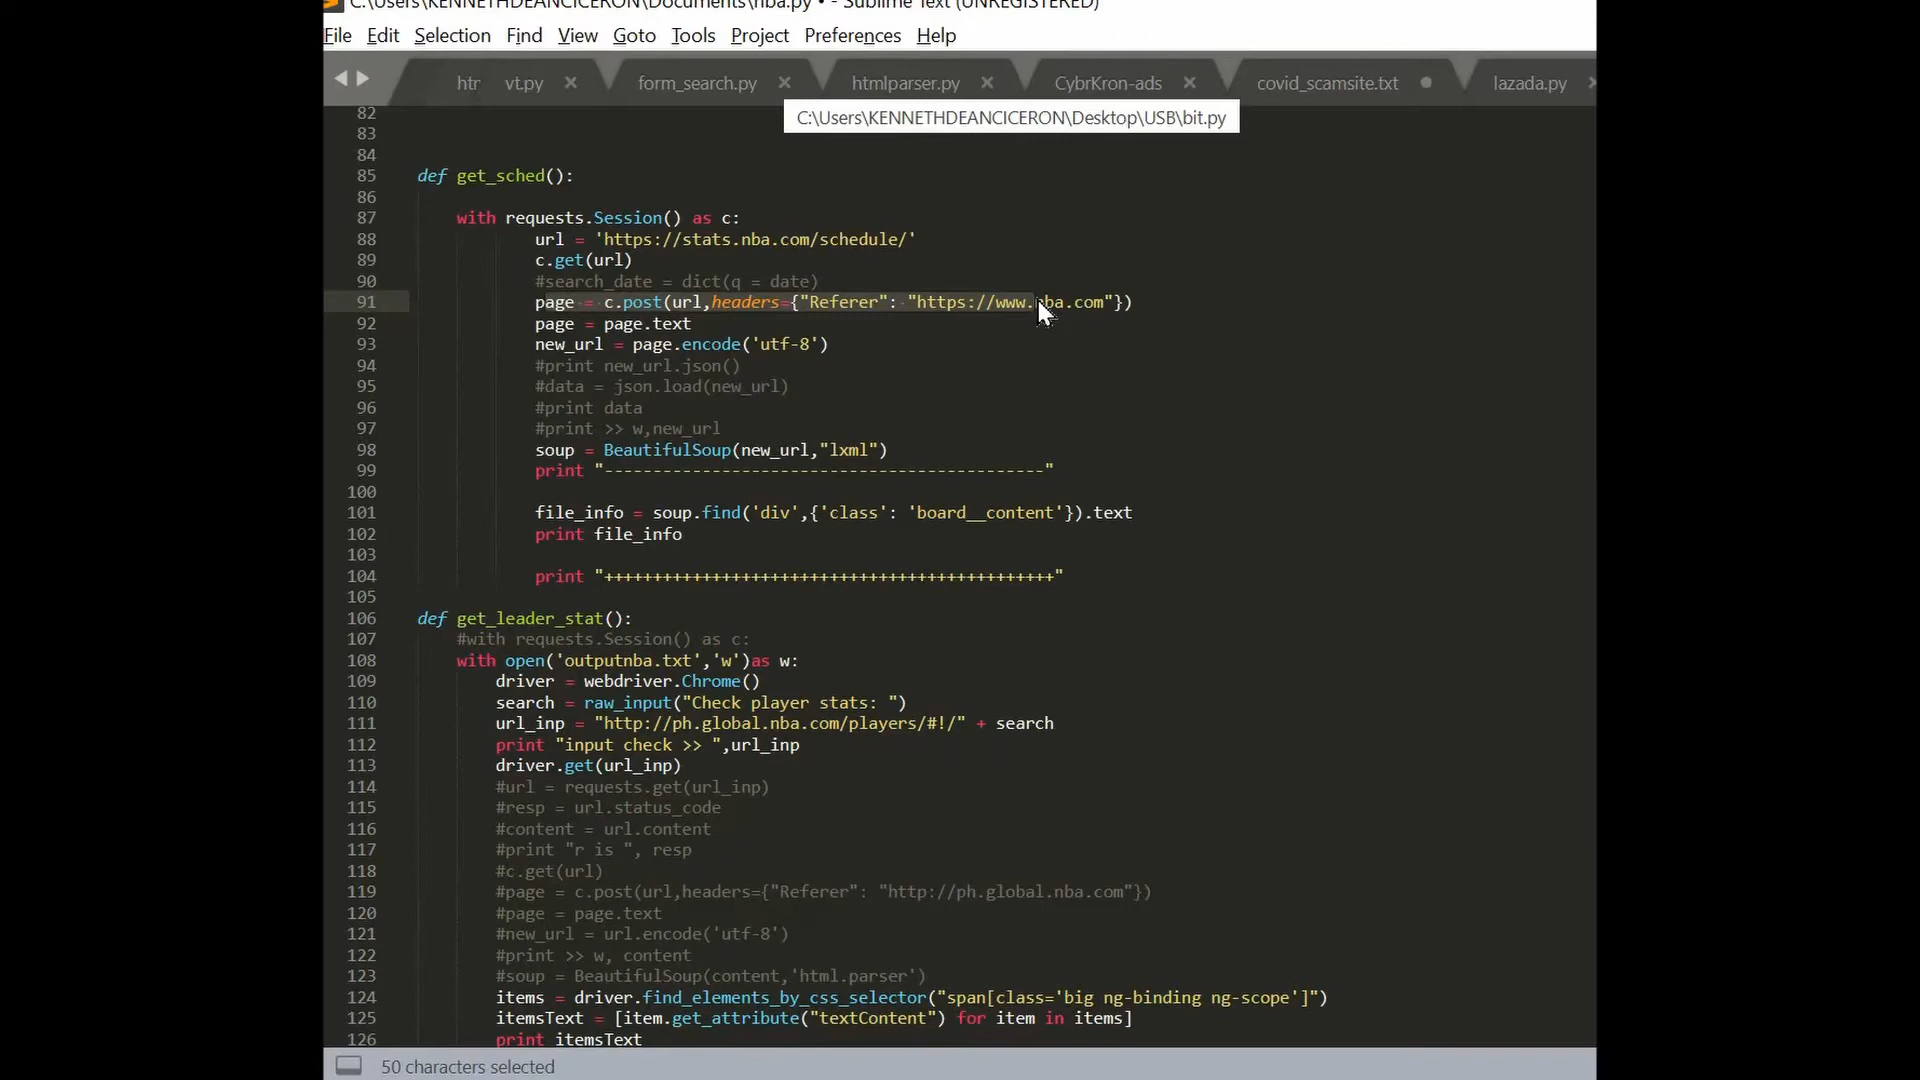 C:\Users\KENNETHDEANCICERON\Documents\nba.py • - Sublime Text (UNREGISTERED)
File Edit Selection Find View Goto Tools Project Preferences Help
htr vt.py × form_search.py × htmlparser.py × CybrKron-ads × covid_scamsite.txt lazada.py ×
C:\Users\KENNETHDEANCICERON\Desktop\USB\bit.py
82
83
84
85 def get_sched():
86
87 with requests.Session() as c:
88 url = 'https://stats.nba.com/schedule/'
89 c.get(url)
90 #search_date = dict(q = date)
91 page = c.post(url,headers={"Referer": "https://www.nba.com"})
92 page = page.text
93 new_url = page.encode('utf-8')
94 #print new_url.json()
95 #data = json.load(new_url)
96 #print data
97 #print >> w,new_url
98 soup = BeautifulSoup(new_url,"lxml")
99 print "---------------------------------------------"
100
101 file_info = soup.find('div',{'class': 'board__content'}).text
102 print file_info
103
104 print "++++++++++++++++++++++++++++++++++++++++++++++"
105
106 def get_leader_stat():
107 #with requests.Session() as c:
108 with open('outputnba.txt','w')as w:
109 driver = webdriver.Chrome()
110 search = raw_input("Check player stats: ")
111 url_inp = "http://ph.global.nba.com/players/#!/" + search
112 print "input check >> ",url_inp
113 driver.get(url_inp)
114 #url = requests.get(url_inp)
115 #resp = url.status_code
116 #content = url.content
117 #print "r is ", resp
118 #c.get(url)
119 #page = c.post(url,headers={"Referer": "http://ph.global.nba.com"})
120 #page = page.text
121 #new_url = url.encode('utf-8')
122 #print >> w, content
123 #soup = BeautifulSoup(content,'html.parser')
124 items = driver.find_elements_by_css_selector("span[class='big ng-binding ng-scope']")
125 itemsText = [item.get_attribute("textContent") for item in items]
126 print itemsText
50 characters selected